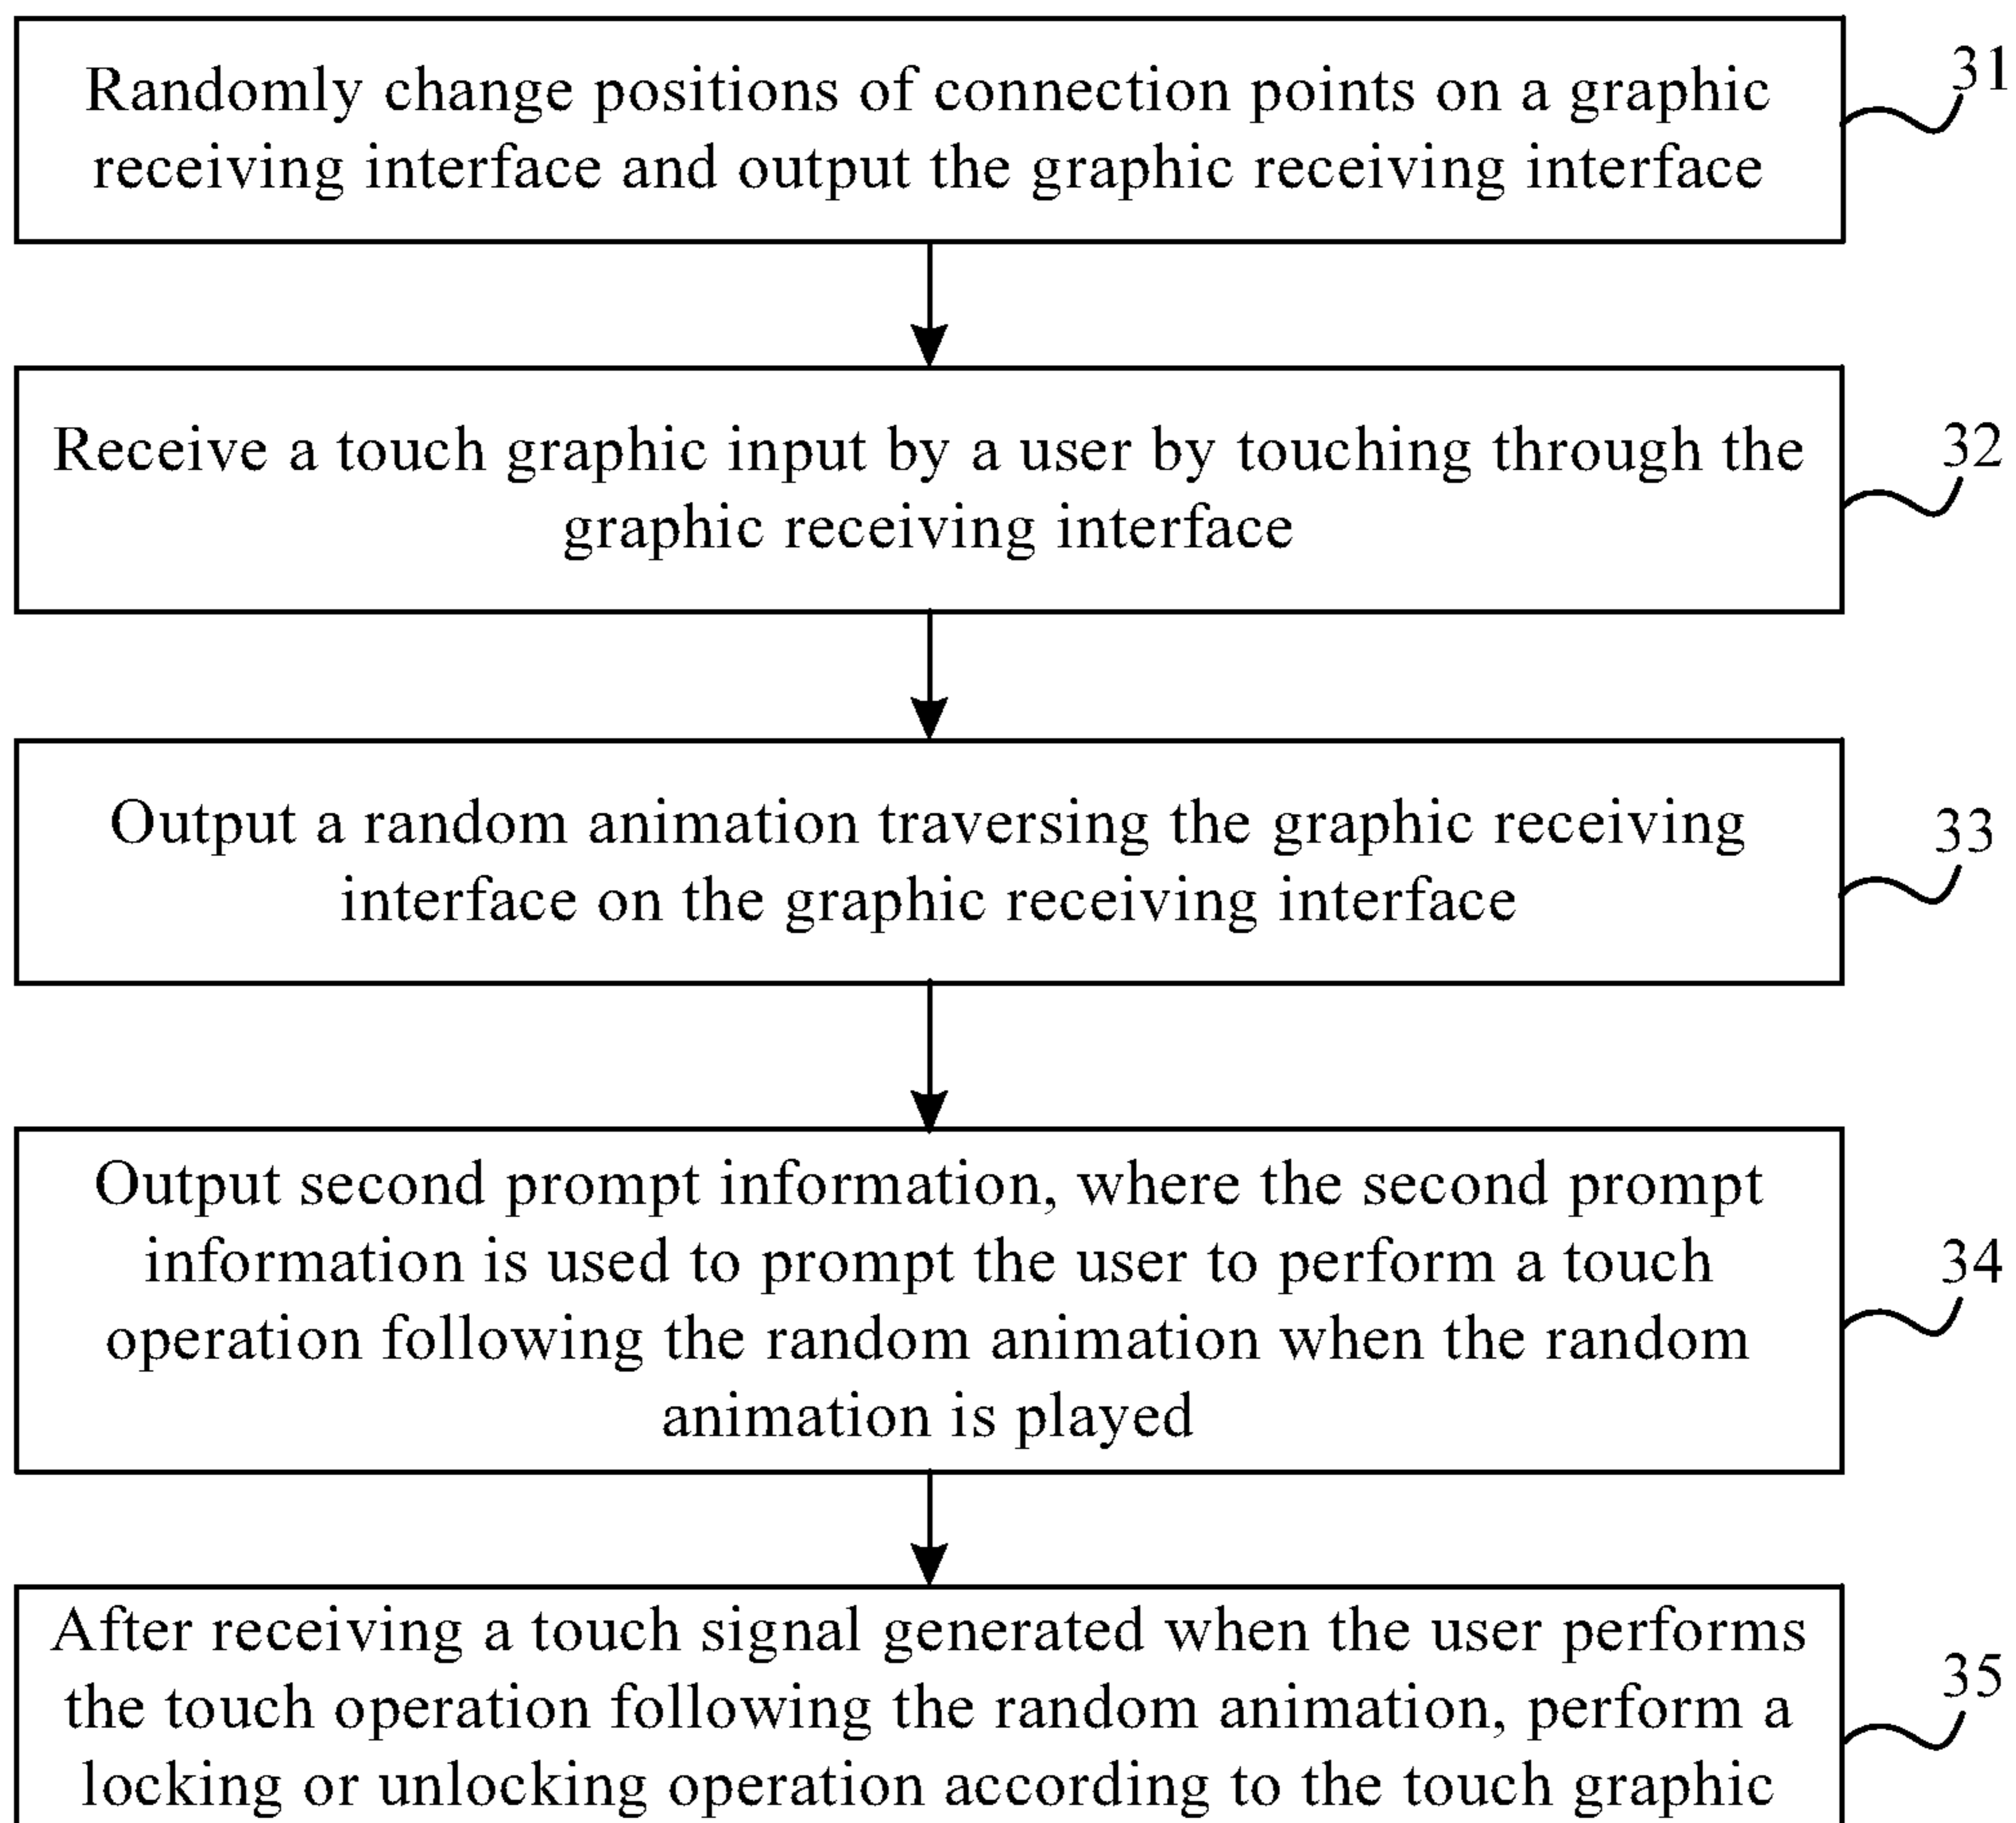 Randomly change positions of connection points on a graphic
receiving interface and output the graphic receiving interface
31
Receive a touch graphic input by a user by touching through the
graphic receiving interface
32
Output a random animation traversing the graphic receiving
interface on the graphic receiving interface
33
Output second prompt information, where the second prompt
information is used to prompt the user to perform a touch
operation following the random animation when the random
animation is played
34
After receiving a touch signal generated when the user performs
the touch operation following the random animation, perform a
locking or unlocking operation according to the touch graphic
35